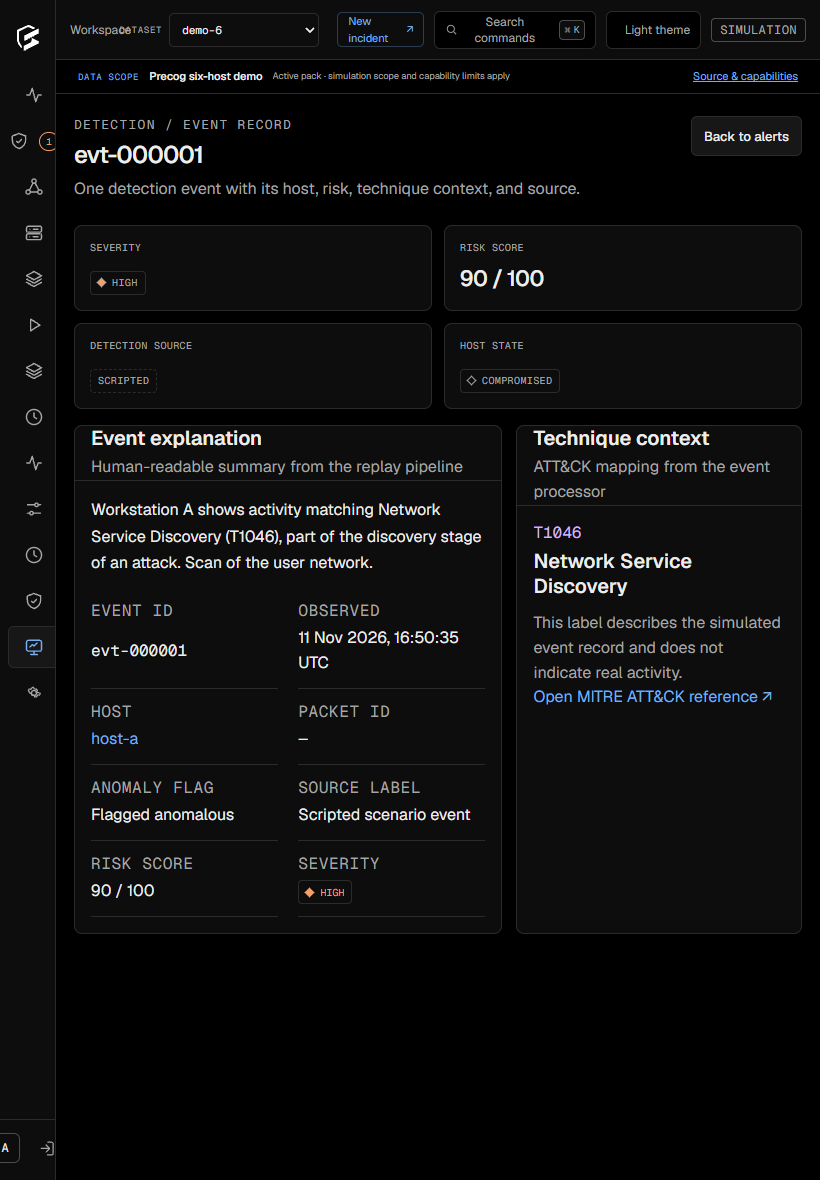 Workspace DATASET demo-6 New incident ↗ Search commands ⌘ K Light theme SIMULATION
DATA SCOPE Precog six-host demo Active pack · simulation scope and capability limits apply Source & capabilities
1
DETECTION / EVENT RECORD
evt-000001
Back to alerts
One detection event with its host, risk, technique context, and source.
SEVERITY
HIGH
RISK SCORE
90 / 100
DETECTION SOURCE
SCRIPTED
HOST STATE
COMPROMISED
Event explanation
Human-readable summary from the replay pipeline
Workstation A shows activity matching Network
Service Discovery (T1046), part of the discovery stage
of an attack. Scan of the user network.
EVENT ID
evt-000001
OBSERVED
11 Nov 2026, 16:50:35
UTC
HOST
host-a
PACKET ID
—
ANOMALY FLAG
Flagged anomalous
SOURCE LABEL
Scripted scenario event
RISK SCORE
90 / 100
SEVERITY
HIGH
Technique context
ATT&CK mapping from the event
processor
T1046
Network Service
Discovery
This label describes the simulated
event record and does not
indicate real activity.
Open MITRE ATT&CK reference ↗
A